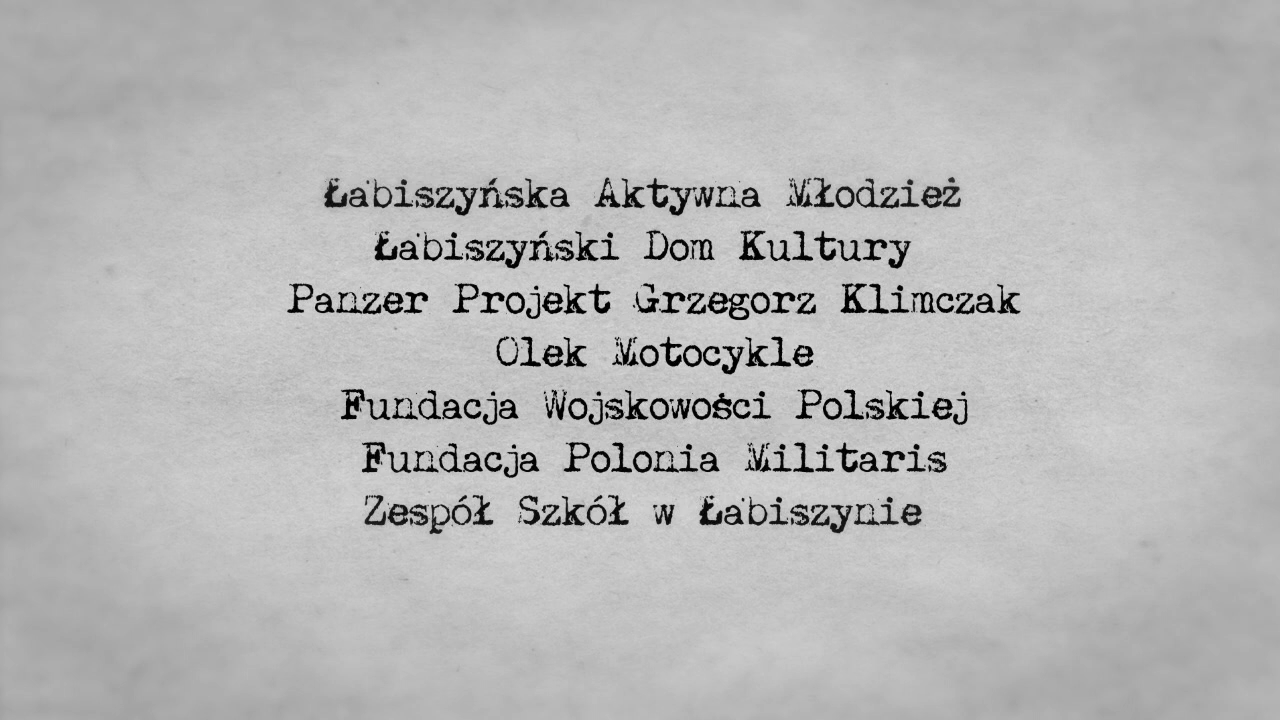 Łabiszyńska Aktywna Młodzież
Łabiszyński Dom Kultury
Panzer Projekt Grzegorz Klimczak
Olek Motocykle
Fundacja Wojskowości Polskiej
Fundacja Polonia Militaris
Zespół Szkół w Łabiszynie